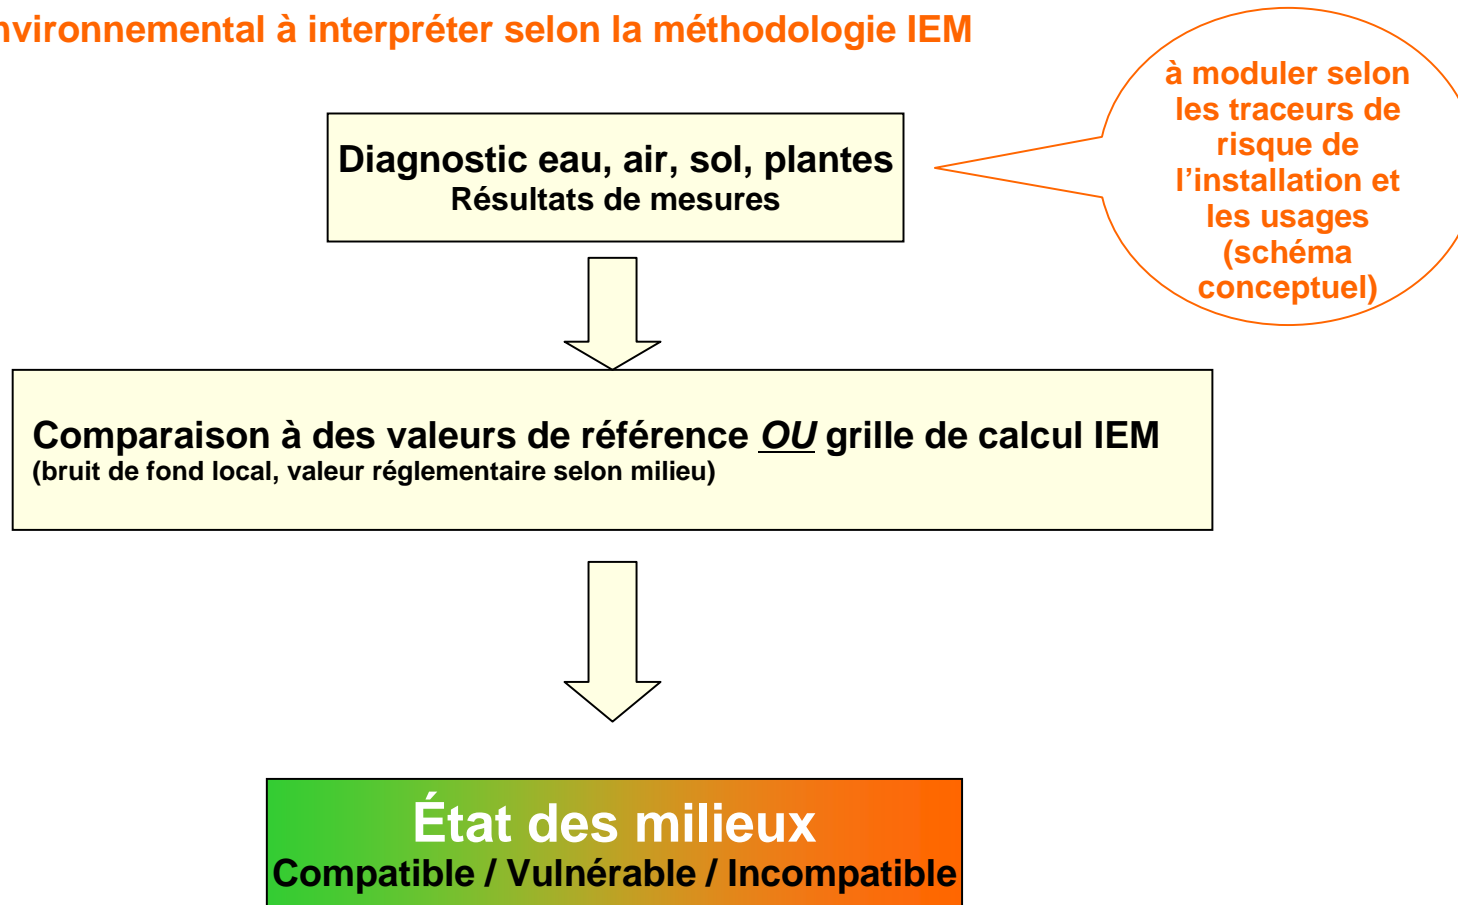 nvironnemental à interpréter selon la méthodologie IEM
à moduler selon
les traceurs de
risque de
l’installation et
les usages
(schéma
conceptuel)
Diagnostic eau, air, sol, plantes
Résultats de mesures
Comparaison à des valeurs de référence OU grille de calcul IEM
(bruit de fond local, valeur réglementaire selon milieu)
État des milieux
Compatible / Vulnérable / Incompatible